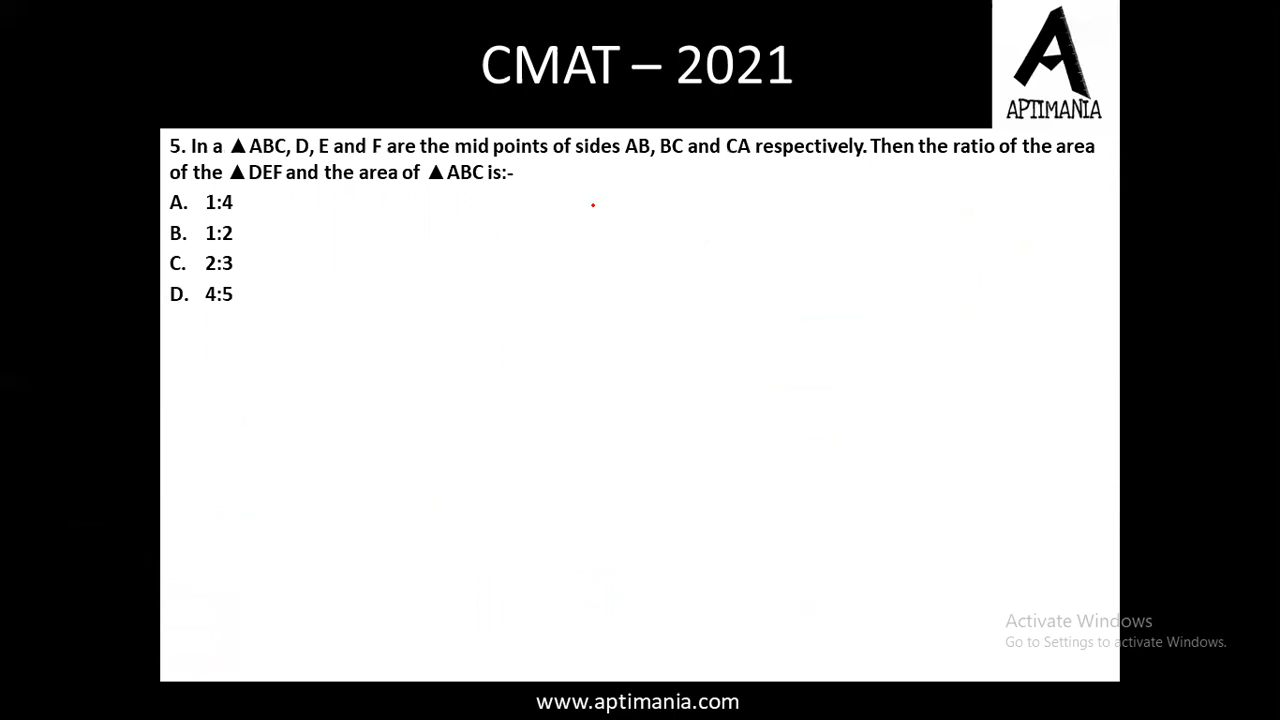 CMAT – 2021
APTIMANIA
5. In a ▲ABC, D, E and F are the mid points of sides AB, BC and CA respectively. Then the ratio of the area
of the ▲DEF and the area of ▲ABC is:-
A. 1:4
B. 1:2
C. 2:3
D. 4:5
Activate Windows
Go to Settings to activate Windows.
www.aptimania.com